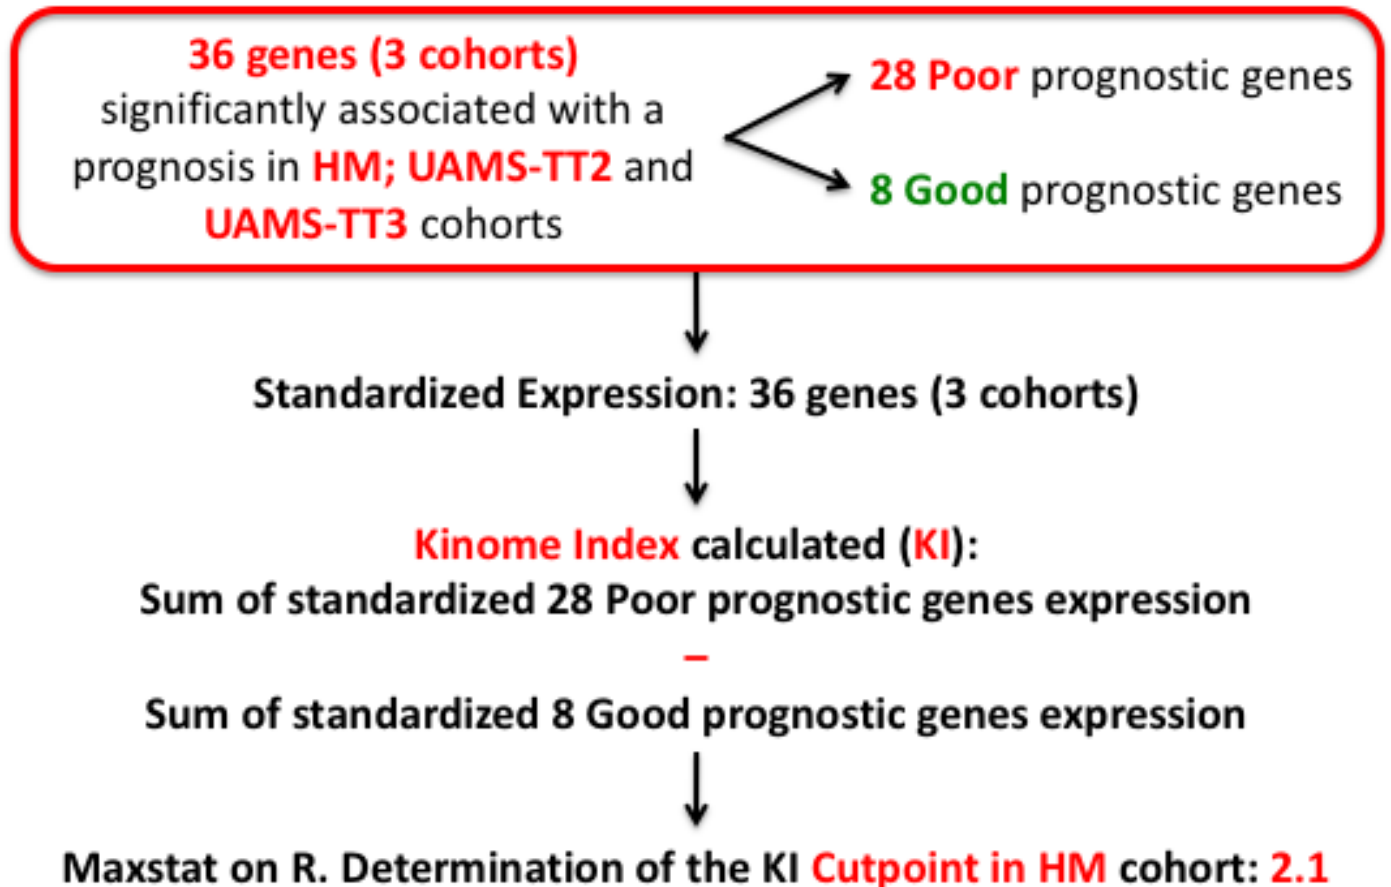 36 genes (3 cohorts)
significantly associated with a
prognosis in HM; UAMS-TT2 and
UAMS-TT3 cohorts
28 Poor prognostic genes
8 Good prognostic genes
Standardized Expression: 36 genes (3 cohorts)
Kinome Index calculated (KI):
Sum of standardized 28 Poor prognostic genes expression
–
Sum of standardized 8 Good prognostic genes expression
Maxstat on R. Determination of the KI Cutpoint in HM cohort: 2.1